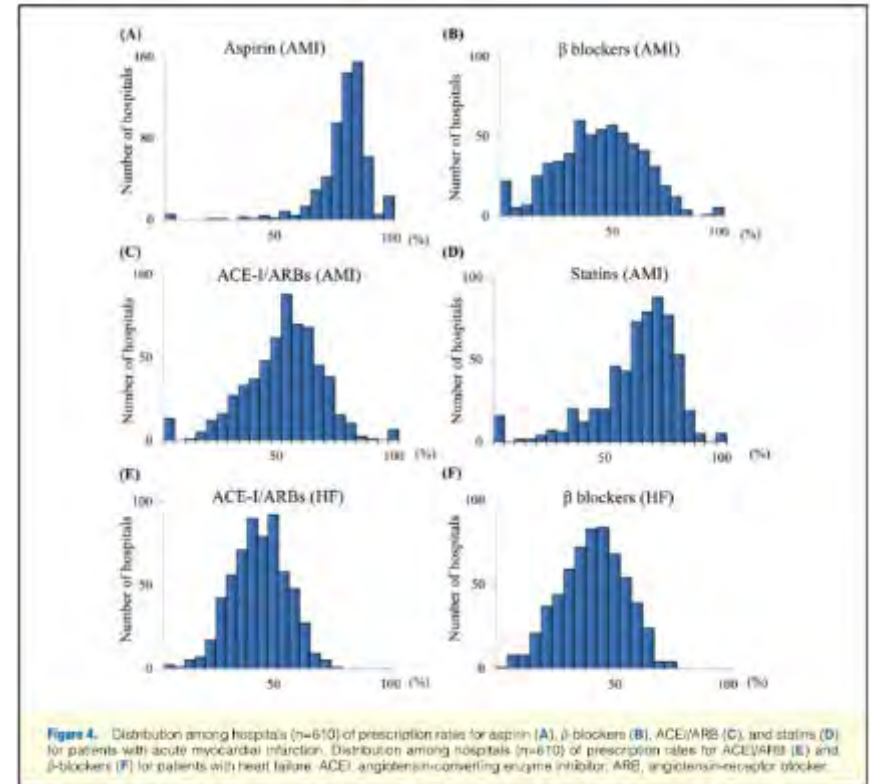 (A)
Aspirin (AMI)
160
80
0
Number of hospitals
50
100 (%)
(B)
β blockers (AMI)
100
50
0
Number of hospitals
50
100 (%)
(C)
ACE-I/ARBs (AMI)
100
50
0
Number of hospitals
50
100 (%)
(D)
Statins (AMI)
100
50
0
Number of hospitals
50
100 (%)
(E)
ACE-I/ARBs (HF)
100
50
0
Number of hospitals
50
100 (%)
(F)
β blockers (HF)
100
50
0
Number of hospitals
50
100 (%)
Figure 4. Distribution among hospitals (n=610) of prescription rates for aspirin (A), β-blockers (B), ACEI/ARB (C), and statins (D)
for patients with acute myocardial infarction. Distribution among hospitals (n=610) of prescription rates for ACEI/ARB (E) and
β-blockers (F) for patients with heart failure. ACEI, angiotensin-converting enzyme inhibitor; ARB, angiotensin-receptor blocker.